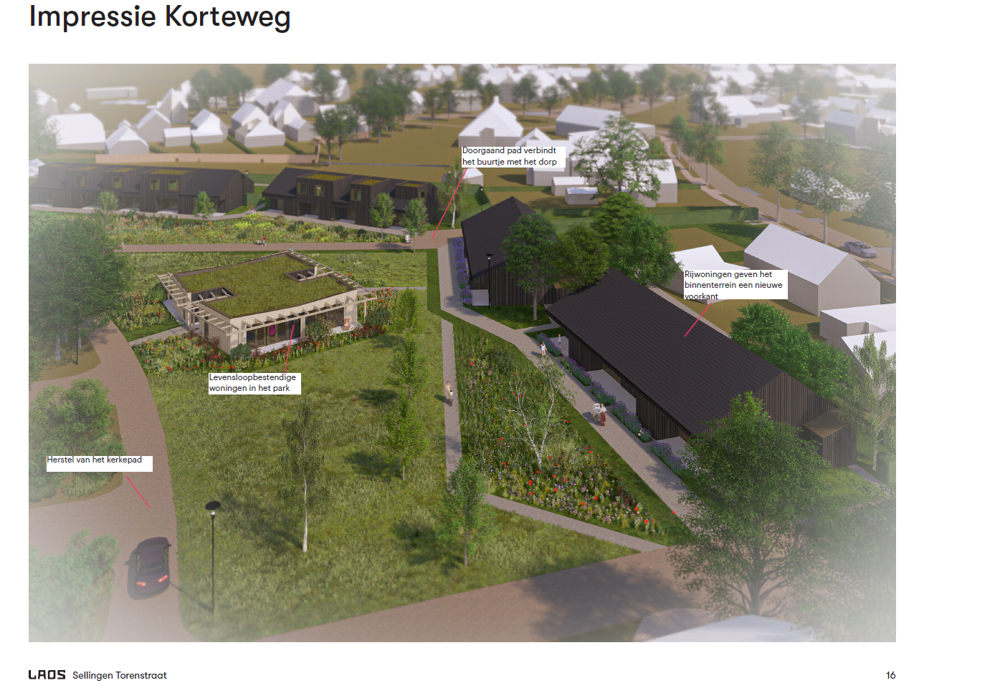 Impressie Korteweg
Doorgaand pad verbindt
het buurtje met het dorp
Rijwoningen geven het
binnenterrein een nieuwe
voorkant
Levensloopbestendige
woningen in het park
Herstel van het kerkepad
LAOS Sellingen Torenstraat
16